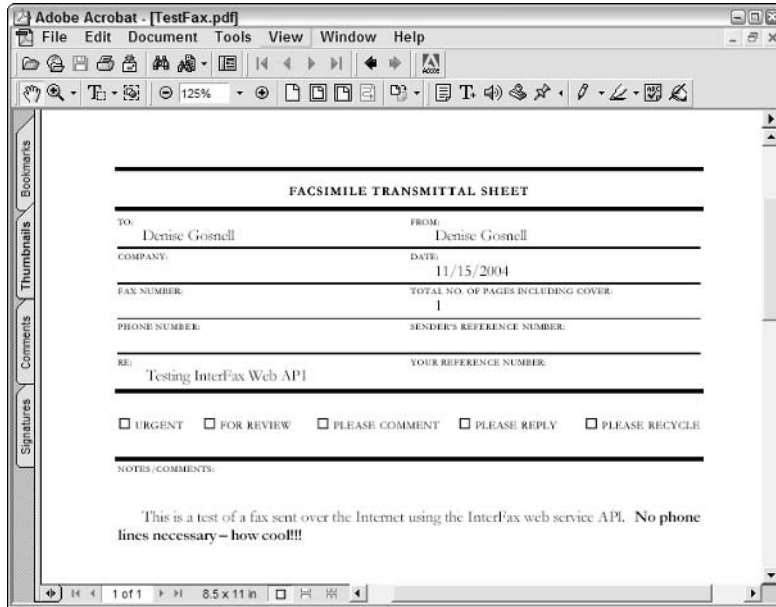 Adobe Acrobat - [TestFax.pdf]
File Edit Document Tools View Window Help
125%
Bookmarks
Thumbnails
Comments
Signatures
FACSIMILE TRANSMITTAL SHEET
TO: FROM:
Denise Gosnell Denise Gosnell
COMPANY: DATE:
11/15/2004
FAX NUMBER: TOTAL NO. OF PAGES INCLUDING COVER:
1
PHONE NUMBER: SENDER'S REFERENCE NUMBER:
RE: YOUR REFERENCE NUMBER:
Testing InterFax Web API
URGENT FOR REVIEW PLEASE COMMENT PLEASE REPLY PLEASE RECYCLE
NOTES/COMMENTS:
This is a test of a fax sent over the Internet using the InterFax web service API. No phone
lines necessary – how cool!!!
1 of 1 8.5 x 11 in